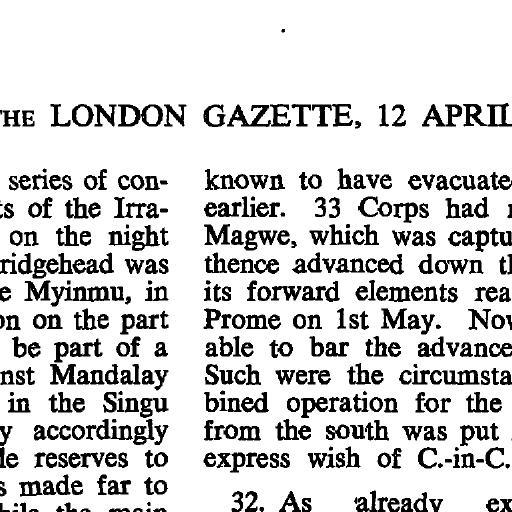 THE LONDON GAZETTE, 12 APRIL
series of con-
ts of the Irra-
on the night
ridgehead was
e Myinmu, in
on on the part
be part of a
nst Mandalay
in the Singu
y accordingly
le reserves to
s made far to
while the main
known to have evacuate
earlier. 33 Corps had
Magwe, which was captu
thence advanced down th
its forward elements rea
Prome on 1st May. Nov
able to bar the advance
Such were the circumsta
bined operation for the
from the south was put
express wish of C.-in-C.
32. As already ex